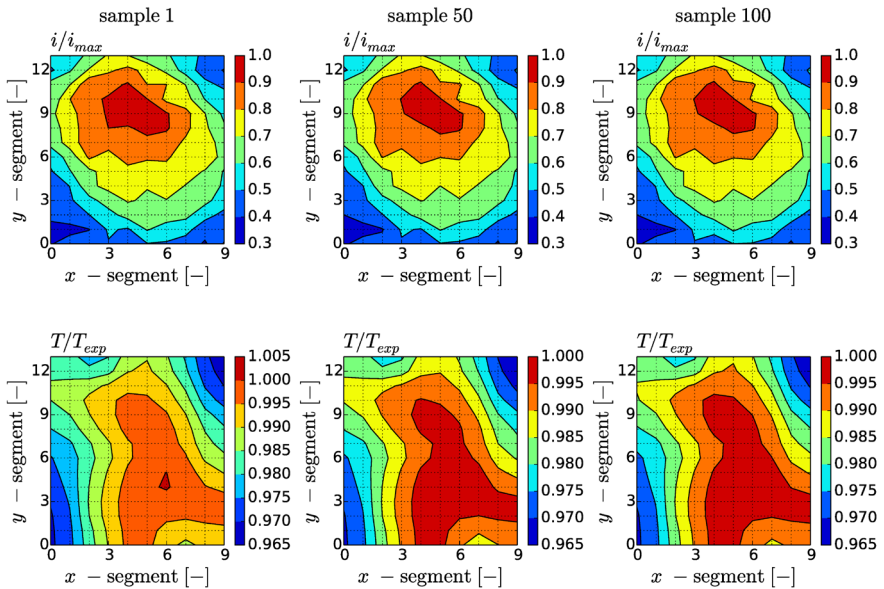 sample 1
sample 50
sample 100
i/i_max
i/i_max
i/i_max
y - segment [-]
12
9
6
3
0
0 3 6 9
x - segment [-]
1.0
0.9
0.8
0.7
0.6
0.5
0.4
0.3
y - segment [-]
12
9
6
3
0
0 3 6 9
x - segment [-]
1.0
0.9
0.8
0.7
0.6
0.5
0.4
0.3
y - segment [-]
12
9
6
3
0
0 3 6 9
x - segment [-]
1.0
0.9
0.8
0.7
0.6
0.5
0.4
0.3
T/T_exp
T/T_exp
T/T_exp
y - segment [-]
12
9
6
3
0
0 3 6 9
x - segment [-]
1.005
1.000
0.995
0.990
0.985
0.980
0.975
0.970
0.965
y - segment [-]
12
9
6
3
0
0 3 6 9
x - segment [-]
1.000
0.995
0.990
0.985
0.980
0.975
0.970
0.965
y - segment [-]
12
9
6
3
0
0 3 6 9
x - segment [-]
1.000
0.995
0.990
0.985
0.980
0.975
0.970
0.965